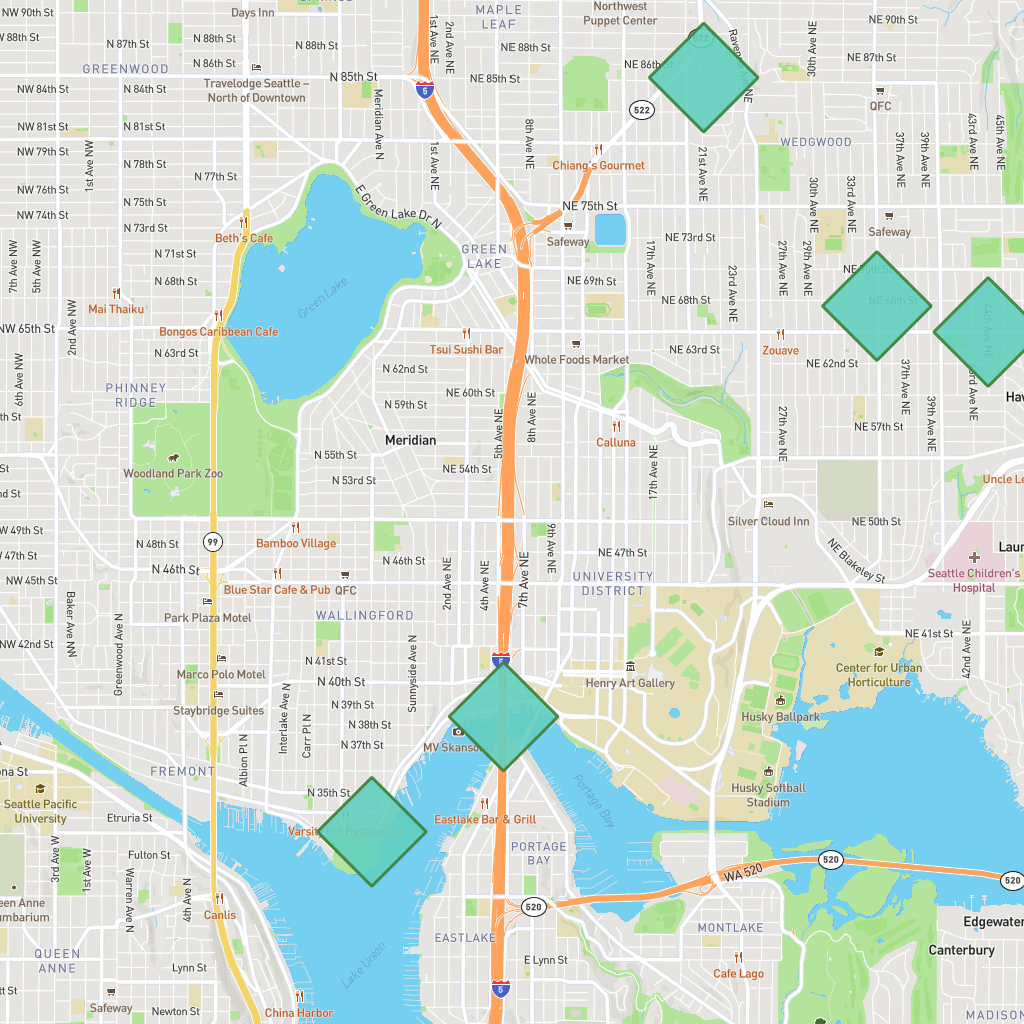 NW 90th St
N 90th St
Days Inn
1st Ave NE
2nd Ave NE
MAPLE
LEAF
Northwest
Puppet Center
NE 90th St
NW 88th St
N 88th St
N 88th St
N 87th St
NE 88th St
30th Ave NE
NE 87th St
N 86th St
GREENWOOD
Travelodge Seattle –
North of Downtown
N 85th St
NE 85th St
5
NW 84th St
N 84th St
Meridian Ave N
QFC
522
NW 81st St
N 81st St
8th Ave NE
37th Ave NE
39th Ave NE
43rd Ave NE
45th Ave NE
WEDGWOOD
NW 79th St
1st Ave NW
1st Ave NE
N 78th St
Chiang's Gourmet
21st Ave NE
N 77th St
NW 76th St
30th Ave NE
33rd Ave NE
N 75th St
E Green Lake Dr N
NE 75th St
NW 74th St
N 73rd St
Beth's Cafe
Safeway
NE 73rd St
Safeway
7th Ave NW
5th Ave NW
N 71st St
GREEN
LAKE
17th Ave NE
27th Ave NE
29th Ave NE
N 68th St
NE 69th St
23rd Ave NE
Green Lake
Mai Thaiku
NE 68th St
NE 68th St
44th Ave NE
NW 65th St
2nd Ave NW
Bongos Caribbean Cafe
Tsui Sushi Bar
Zouave
N 63rd St
Whole Foods Market
NE 63rd St
6th Ave NW
N 62nd St
NE 62nd St
37th Ave NE
PHINNEY
RIDGE
NE 60th St
N 59th St
5th Ave NE
8th Ave NE
39th Ave NE
27th Ave NE
NE 57th St
Meridian
Calluna
N 55th St
17th Ave NE
Woodland Park Zoo
NE 54th St
N 53rd St
Uncle Le
Silver Cloud Inn
NE 50th St
NW 49th St
99
Bamboo Village
N 48th St
9th Ave NE
NE Blakeley St
NE 47th St
N 46th St
N 46th St
2nd Ave NE
4th Ave NE
7th Ave NE
Seattle Children's
Hospital
NW 45th St
Blue Star Cafe & Pub
QFC
UNIVERSITY
DISTRICT
Baker Ave NW
Greenwood Ave N
Park Plaza Motel
WALLINGFORD
NE 41st St
42nd Ave NE
NW 42nd St
Sunnyside Ave N
N 41st St
Center for Urban
Horticulture
Marco Polo Motel
N 40th St
Henry Art Gallery
Interlake Ave N
Carr Pl N
N 39th St
Staybridge Suites
Husky Ballpark
N 38th St
Albion Pl N
N 37th St
FREMONT
Portage Bay
Husky Softball
Stadium
N 35th St
Seattle Pacific
University
Etruria St
Eastlake Bar & Grill
3rd Ave W
1st Ave W
Fulton St
PORTAGE
BAY
520
WA 520
520
Warren Ave N
4th Ave N
Canlis
520
Edgewater
MONTLAKE
EASTLAKE
Canterbury
QUEEN
ANNE
Lake Union
E Lynn St
Lynn St
Cafe Lago
5
Safeway
Newton St
China Harbor
MADISON